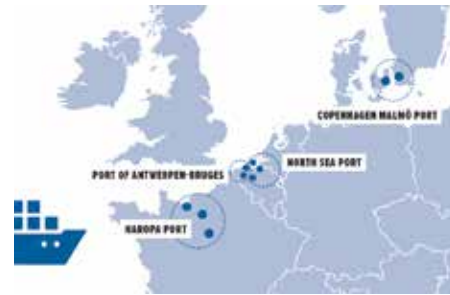 COPENHAGEN MALMÖ PORT
NORTH SEA PORT
PORT OF ANTWERPEN-BRUGES
HAROPA PORT